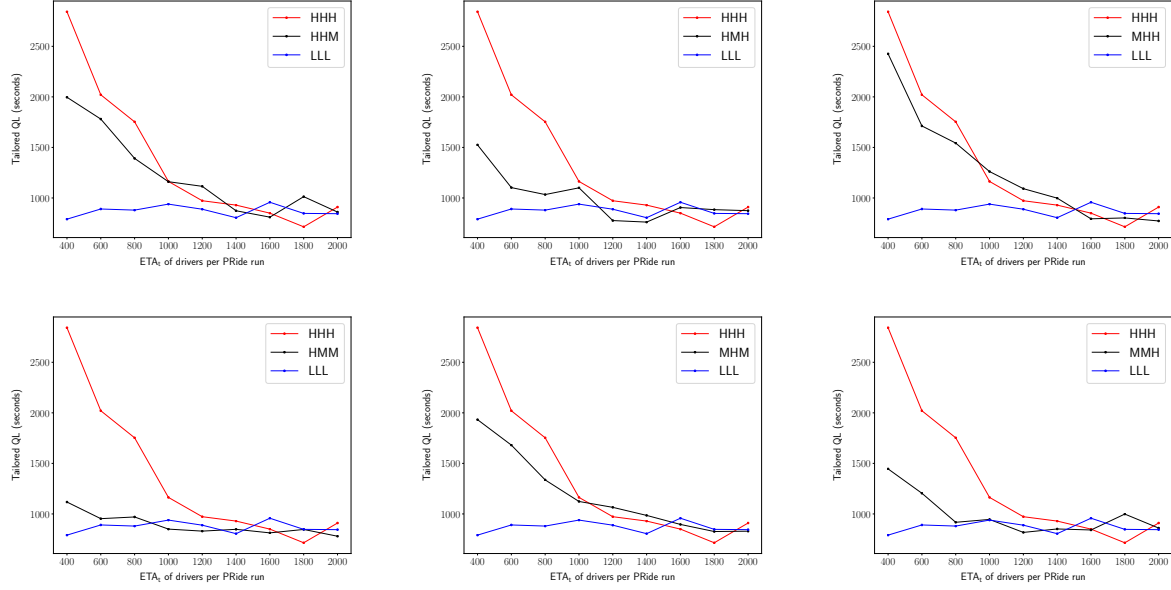 HHH
HHM
LLL
2500
2000
1500
1000
Tailored QL (seconds)
400 600 800 1000 1200 1400 1600 1800 2000
ETAt of drivers per PRide run
HHH
HMH
LLL
2500
2000
1500
1000
Tailored QL (seconds)
400 600 800 1000 1200 1400 1600 1800 2000
ETAt of drivers per PRide run
HHH
MHH
LLL
2500
2000
1500
1000
Tailored QL (seconds)
400 600 800 1000 1200 1400 1600 1800 2000
ETAt of drivers per PRide run
HHH
HMM
LLL
2500
2000
1500
1000
Tailored QL (seconds)
400 600 800 1000 1200 1400 1600 1800 2000
ETAt of drivers per PRide run
HHH
MHM
LLL
2500
2000
1500
1000
Tailored QL (seconds)
400 600 800 1000 1200 1400 1600 1800 2000
ETAt of drivers per PRide run
HHH
MMH
LLL
2500
2000
1500
1000
Tailored QL (seconds)
400 600 800 1000 1200 1400 1600 1800 2000
ETAt of drivers per PRide run